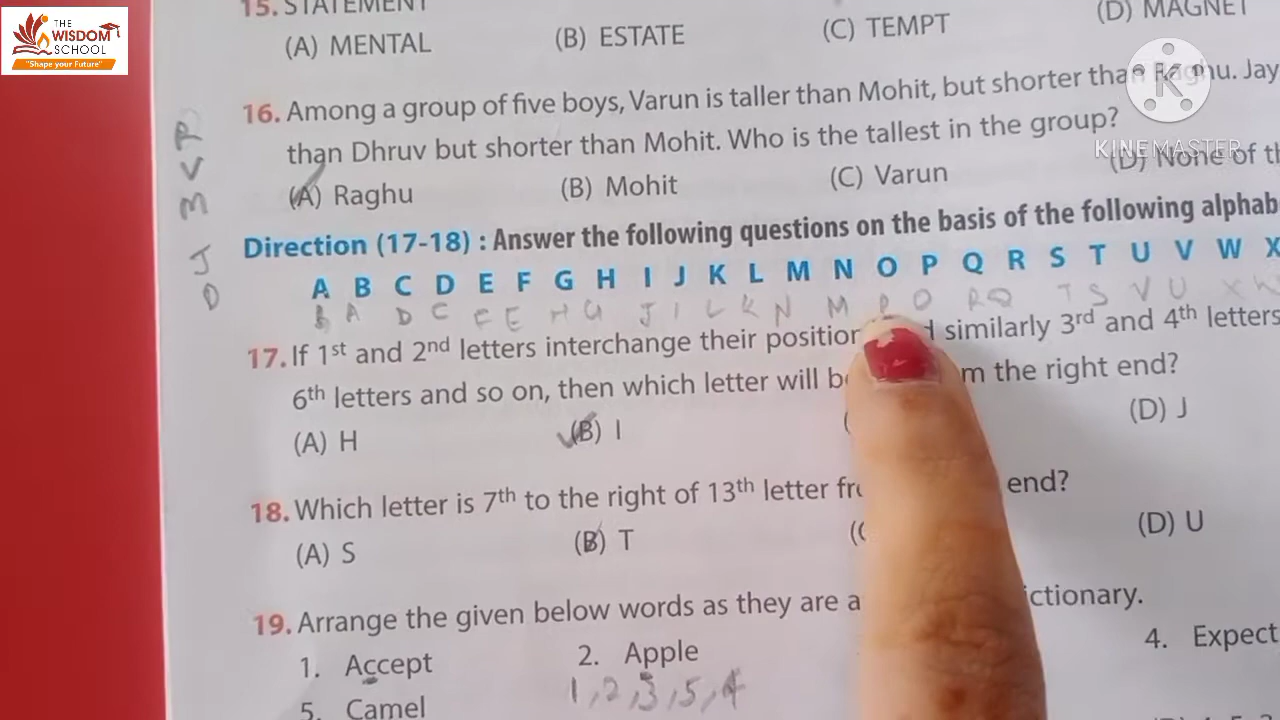 THE
WISDOM
SCHOOL
"Shape your Future"
15. STATEMENT
(A) MENTAL (B) ESTATE (C) TEMPT (D) MAGNET
16. Among a group of five boys, Varun is taller than Mohit, but shorter than Raghu. Jay
than Dhruv but shorter than Mohit. Who is the tallest in the group?
KINEMASTER
(A) Raghu (B) Mohit (C) Varun (D) None of th
R
V
M
J
D
Direction (17-18) : Answer the following questions on the basis of the following alphab
A B C D E F G H I J K L M N O P Q R S T U V W X
B A D C F E H G J I L K N M P O R Q T S V U X W
17. If 1st and 2nd letters interchange their position similarly 3rd and 4th letters
6th letters and so on, then which letter will b m the right end?
(A) H (B) I ( (D) J
18. Which letter is 7th to the right of 13th letter fr end?
(A) S (B) T (D) U
19. Arrange the given below words as they are a ctionary.
1. Accept 2. Apple 4. Expect
5. Camel
1, 2, 3, 5, 4